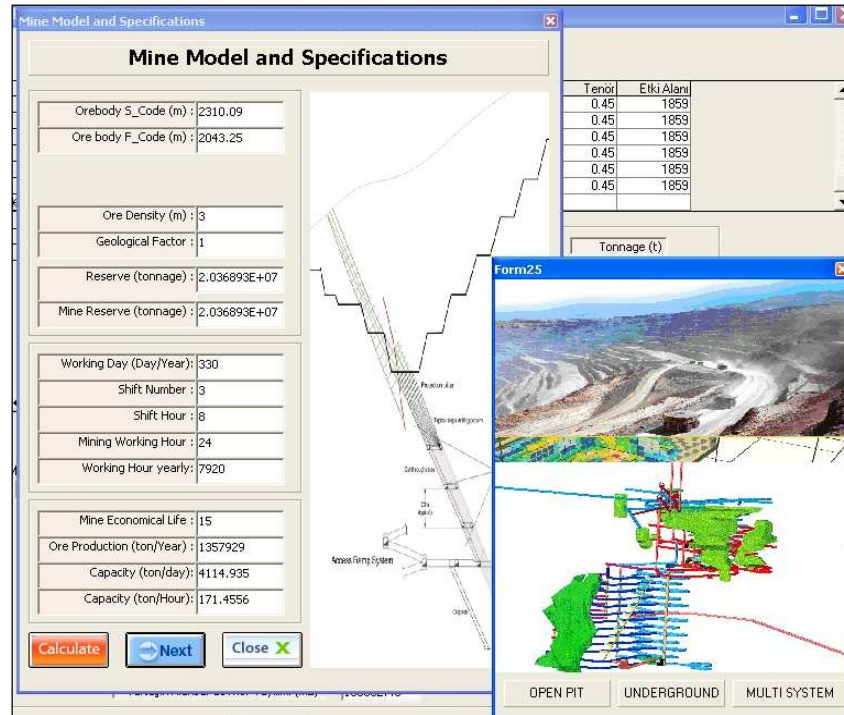 Mine Model and Specifications
Mine Model and Specifications
Orebody S_Code (m) : 2310.09
Ore body F_Code (m) : 2043.25
Ore Density (m) : 3
Geological Factor : 1
Reserve (tonnage) : 2.036893E+07
Mine Reserve (tonnage) : 2.036893E+07
Working Day (Day/Year): 330
Shift Number : 3
Shift Hour : 8
Mining Working Hour : 24
Working Hour yearly: 7920
Mine Economical Life : 15
Ore Production (ton/Year) : 1357929
Capacity (ton/day) : 4114.935
Capacity (ton/Hour) : 171.4556
Calculate
Next
Close X
Access Ramp System
Tenör Etki Alanı
0.45 1859
0.45 1859
0.45 1859
0.45 1859
0.45 1859
0.45 1859
Tonnage (t)
Form25
OPEN PIT
UNDERGROUND
MULTI SYSTEM